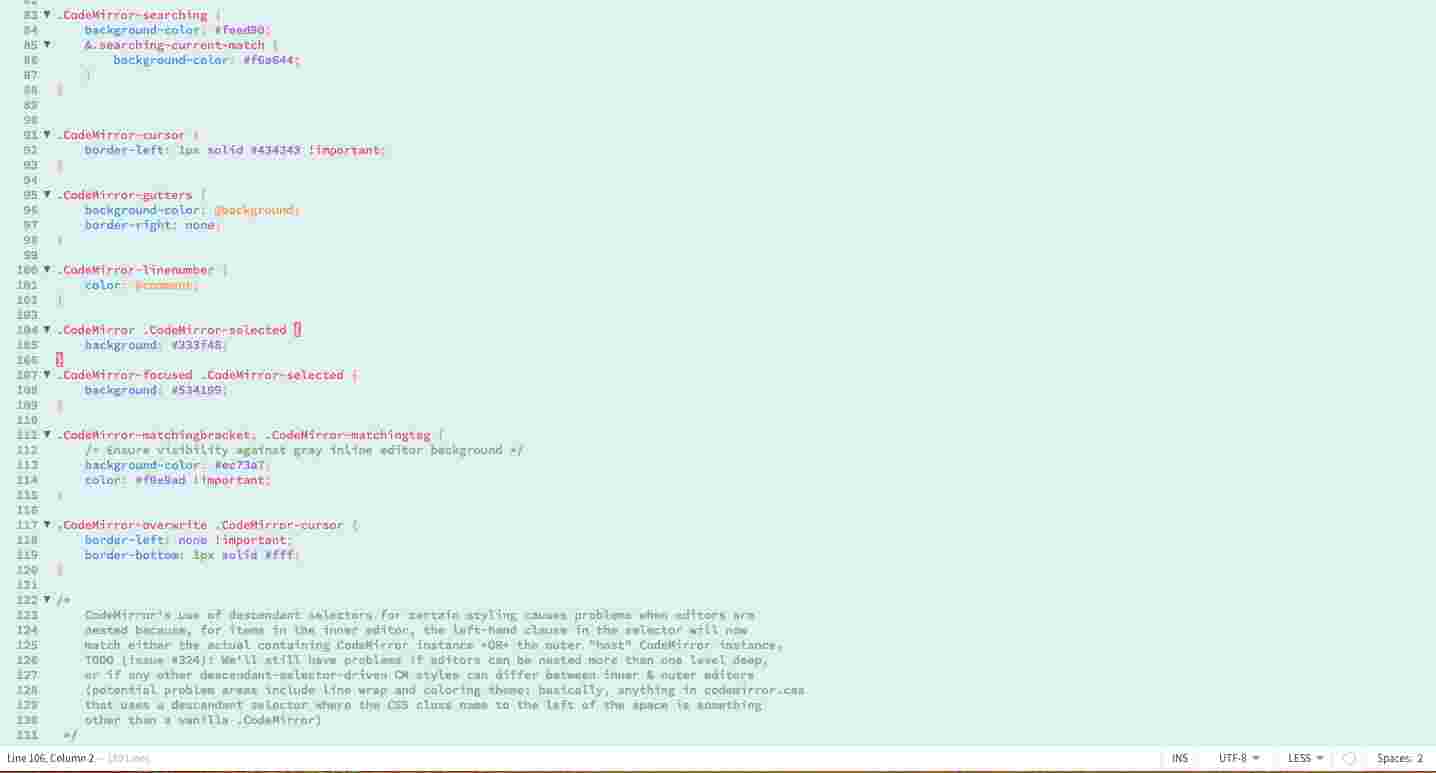 83 ▼ .CodeMirror-searching {
84 background-color: #feed90;
85 ▼ &.searching-current-match {
86 background-color: #f6a644;
87 }
88 }
89
90
91 ▼ .CodeMirror-cursor {
92 border-left: 1px solid #434343 !important;
93 }
94
95 ▼ .CodeMirror-gutters {
96 background-color: @background;
97 border-right: none;
98 }
99
100 ▼ .CodeMirror-linenumber {
101 color: @comment;
102 }
103
104 ▼ .CodeMirror .CodeMirror-selected {
105 background: #333f48;
106 }
107 ▼ .CodeMirror-focused .CodeMirror-selected {
108 background: #534199;
109 }
110
111 ▼ .CodeMirror-matchingbracket, .CodeMirror-matchingtag {
112 /* Ensure visibility against gray inline editor background */
113 background-color: #ec73a7;
114 color: !important;
115 }
116
117 ▼ .CodeMirror-overwrite .CodeMirror-cursor {
118 border-left: none !important;
119 border-bottom: 1px solid #fff;
120 }
121
122 ▼ /*
123 CodeMirror's use of descendant selectors for certain styling causes problems when editors are
124 nested because, for items in the inner editor, the left-hand clause in the selector will now
125 match either the actual containing CodeMirror instance *OR* the outer "host" CodeMirror instance.
126 TODO (issue #324): We'll still have problems if editors can be nested more than one level deep,
127 or if any other descendant-selector-driven CM styles can differ between inner & outer editors
128 (potential problem areas include line wrap and coloring theme: basically, anything in codemirror.css
129 that uses a descendant selector where the CSS class name to the left of the space is something
130 other than a vanilla .CodeMirror)
131 */
Line 106, Column 2 — Lines
INS UTF-8 ▼ LESS ▼ Spaces: 2